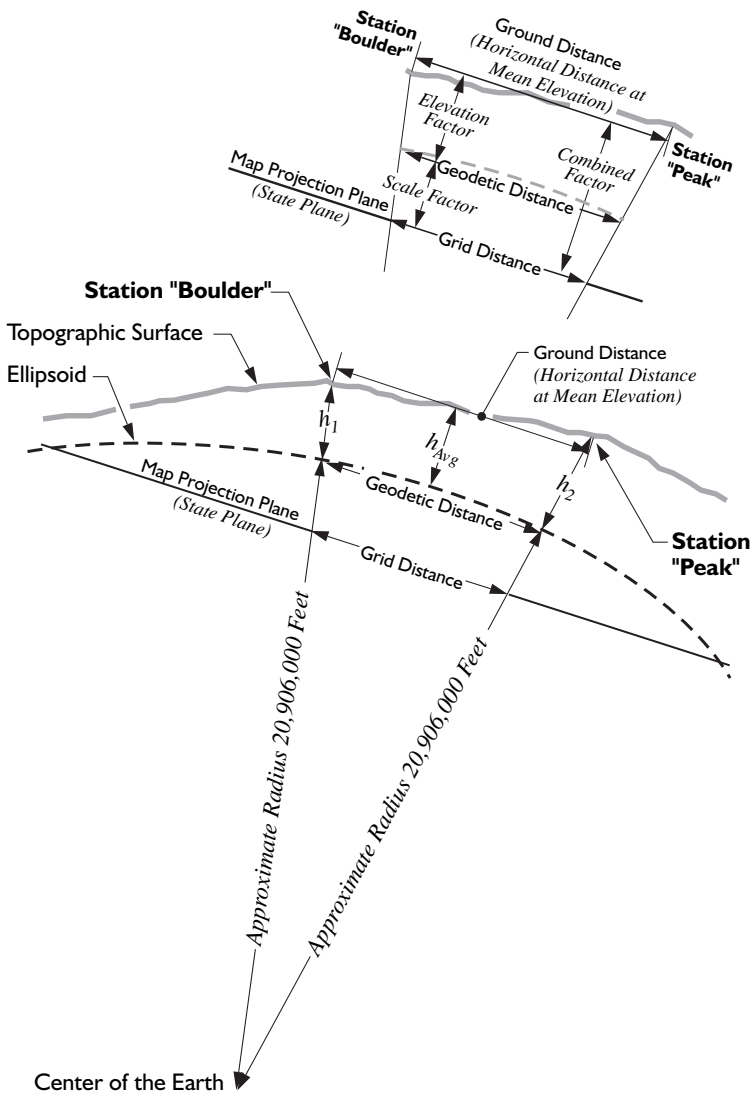 Station
"Boulder"
Ground Distance
(Horizontal Distance at
Mean Elevation)
Elevation
Factor
Combined
Factor
Station
"Peak"
Map Projection Plane
(State Plane)
Geodetic Distance
Scale Factor
Grid Distance
Station "Boulder"
Topographic Surface
Ellipsoid
Ground Distance
(Horizontal Distance
at Mean Elevation)
h1
hAvg
h2
Map Projection Plane
(State Plane)
Geodetic Distance
Grid Distance
Station
"Peak"
Approximate Radius 20,906,000 Feet
Approximate Radius 20,906,000 Feet
Center of the Earth